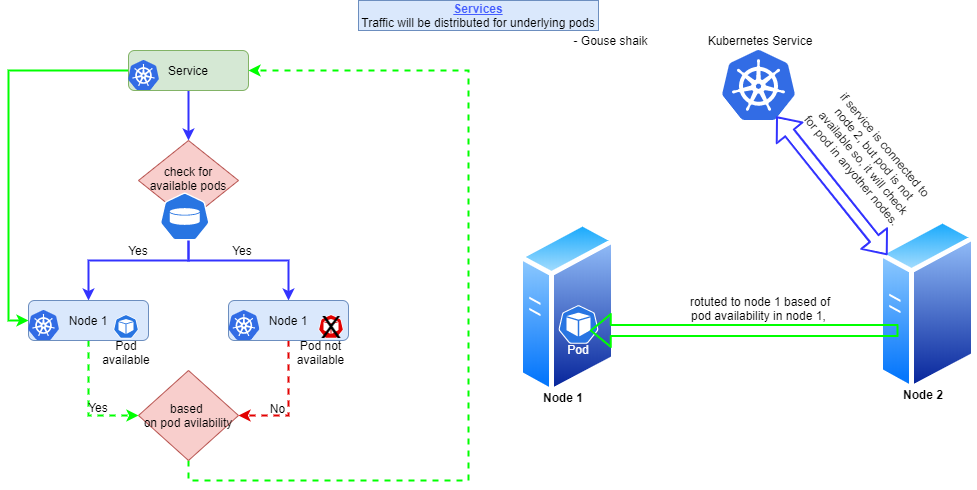 Services
Traffic will be distributed for underlying pods
- Gouse shaik
Kubernetes Service
Service
check for
available pods
Yes
Yes
Node 1
Pod
available
Node 1
Pod not
available
Yes
No
based
on pod avilability
if service is connected to
node 2, but pod is not
available so, it will check
for pod in anyother nodes.
rotuted to node 1 based of
pod availability in node 1,
Pod
Node 1
Node 2